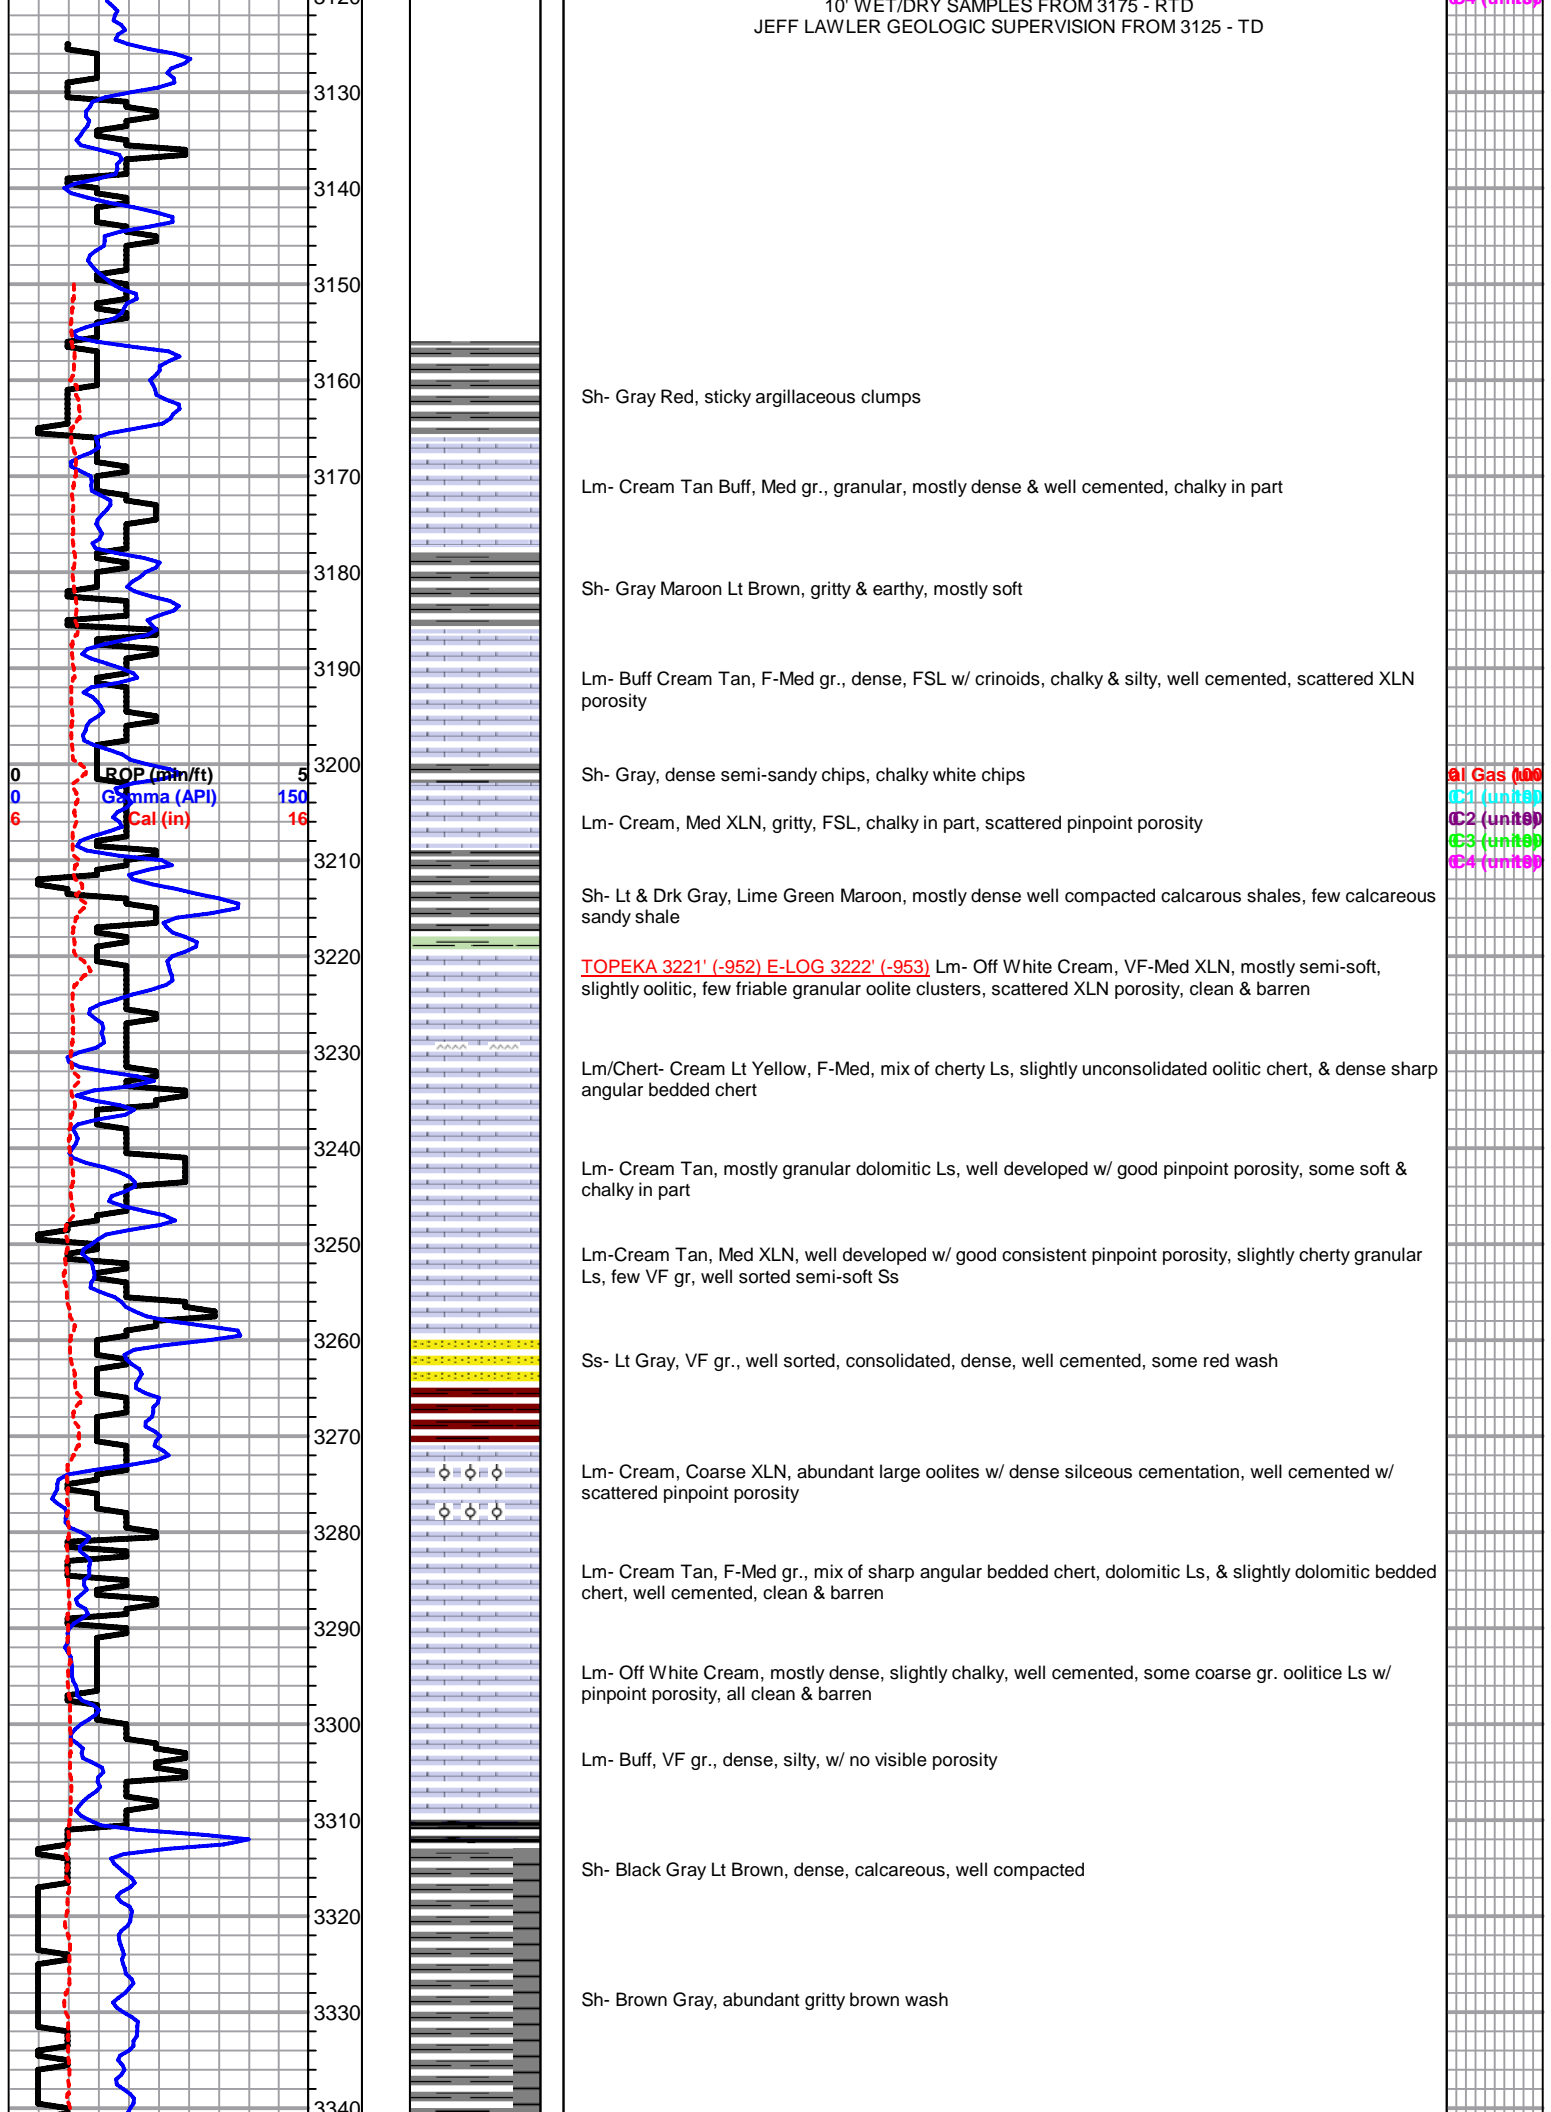 3120
10' WET/DRY SAMPLES FROM 3175 - RTD
JEFF LAWLER GEOLOGIC SUPERVISION FROM 3125 - TD
3130
3140
3150
3160
Sh- Gray Red, sticky argillaceous clumps
3170
Lm- Cream Tan Buff, Med gr., granular, mostly dense & well cemented, chalky in part
3180
Sh- Gray Maroon Lt Brown, gritty & earthy, mostly soft
3190
Lm- Buff Cream Tan, F-Med gr., dense, FSL w/ crinoids, chalky & silty, well cemented, scattered XLN
porosity
3200
0 ROP (min/ft) 5
Sh- Gray, dense semi-sandy chips, chalky white chips
al Gas
0 Gamma (API) 150
C1 (units)
6 Cal (in) 16
Lm- Cream, Med XLN, gritty, FSL, chalky in part, scattered pinpoint porosity
C2 (units)
C3 (units)
3210
C4 (units)
Sh- Lt & Drk Gray, Lime Green Maroon, mostly dense well compacted calcarous shales, few calcareous
sandy shale
3220
TOPEKA 3221' (-952) E-LOG 3222' (-953) Lm- Off White Cream, VF-Med XLN, mostly semi-soft,
slightly oolitic, few friable granular oolite clusters, scattered XLN porosity, clean & barren
3230
Lm/Chert- Cream Lt Yellow, F-Med, mix of cherty Ls, slightly unconsolidated oolitic chert, & dense sharp
angular bedded chert
3240
Lm- Cream Tan, mostly granular dolomitic Ls, well developed w/ good pinpoint porosity, some soft &
chalky in part
3250
Lm-Cream Tan, Med XLN, well developed w/ good consistent pinpoint porosity, slightly cherty granular
Ls, few VF gr, well sorted semi-soft Ss
3260
Ss- Lt Gray, VF gr., well sorted, consolidated, dense, well cemented, some red wash
3270
Lm- Cream, Coarse XLN, abundant large oolites w/ dense silceous cementation, well cemented w/
scattered pinpoint porosity
3280
Lm- Cream Tan, F-Med gr., mix of sharp angular bedded chert, dolomitic Ls, & slightly dolomitic bedded
chert, well cemented, clean & barren
3290
Lm- Off White Cream, mostly dense, slightly chalky, well cemented, some coarse gr. oolitice Ls w/
pinpoint porosity, all clean & barren
3300
Lm- Buff, VF gr., dense, silty, w/ no visible porosity
3310
Sh- Black Gray Lt Brown, dense, calcareous, well compacted
3320
Sh- Brown Gray, abundant gritty brown wash
3330
3340